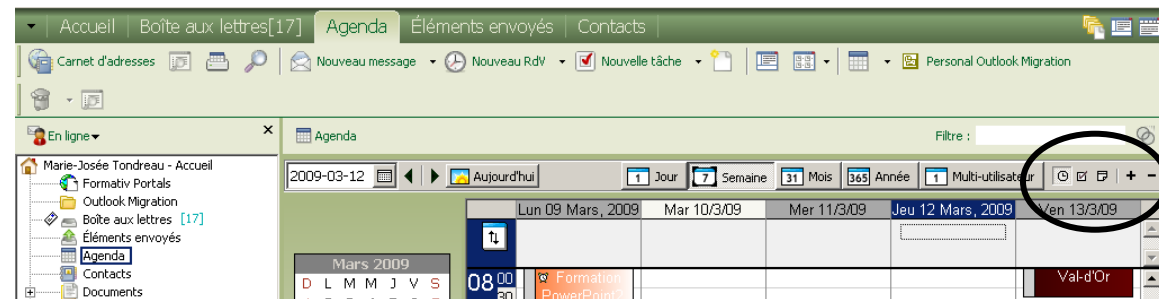 Accueil Boîte aux lettres[17] Agenda Éléments envoyés Contacts
Carnet d'adresses Nouveau message Nouveau RdV Nouvelle tâche Personal Outlook Migration
En ligne Agenda Filtre :
Marie-Josée Tondreau - Accueil
Formativ Portals
Outlook Migration
Boîte aux lettres [17]
Éléments envoyés
Agenda
Contacts
Documents
2009-03-12 Aujourd'hui 1 Jour 7 Semaine 31 Mois 365 Année 1 Multi-utilisateur
Lun 09 Mars, 2009 Mar 10/3/09 Mer 11/3/09 Jeu 12 Mars, 2009 Ven 13/3/09
Mars 2009
D L M M J V S
08 00 Formation Val-d'Or
30 PowerPoint